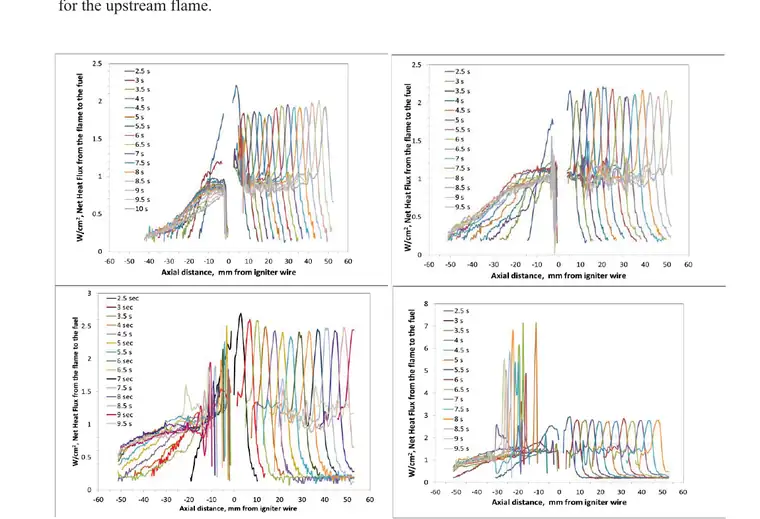 for the upstream flame.
2.5
2
1.5
1
0.5
0
W/cm², Net Heat Flux from the flame to the fuel
2.5 s
3 s
3.5 s
4 s
4.5 s
5 s
5.5 s
6 s
6.5 s
7 s
7.5 s
8 s
8.5 s
9 s
9.5 s
10 s
-60 -50 -40 -30 -20 -10 0 10 20 30 40 50 60
Axial distance, mm from igniter wire
2.5
2
1.5
1
0.5
0
W/cm², Net Heat Flux from the flame to the fuel
2.5 s
3 s
3.5 s
4 s
4.5 s
5 s
5.5 s
6 s
6.5 s
7 s
7.5 s
8 s
8.5 s
9 s
9.5 s
-60 -50 -40 -30 -20 -10 0 10 20 30 40 50 60
Axial distance, mm from igniter wire
3
2.5
2
1.5
1
0.5
0
W/cm², Net Heat Flux from the flame to the fuel
2.5 sec
3 sec
3.5 s
4 sec
4.5 s
5 sec
5.5 s
6 sec
6.5 s
7 sec
7.5 s
8 sec
8.5 s
9 sec
9.5 s
-60 -50 -40 -30 -20 -10 0 10 20 30 40 50 60
Axial distance, mm from igniter wire
8
7
6
5
4
3
2
1
0
W/cm², Net Heat Flux from the flame to the fuel
2.5 s
3 s
3.5 s
4 s
4.5 s
5 s
5.5 s
6 s
6.5 s
7 s
7.5 s
8 s
8.5 s
9 s
9.5 s
-60 -50 -40 -30 -20 -10 0 10 20 30 40 50 60
Axial distance, mm from igniter wire